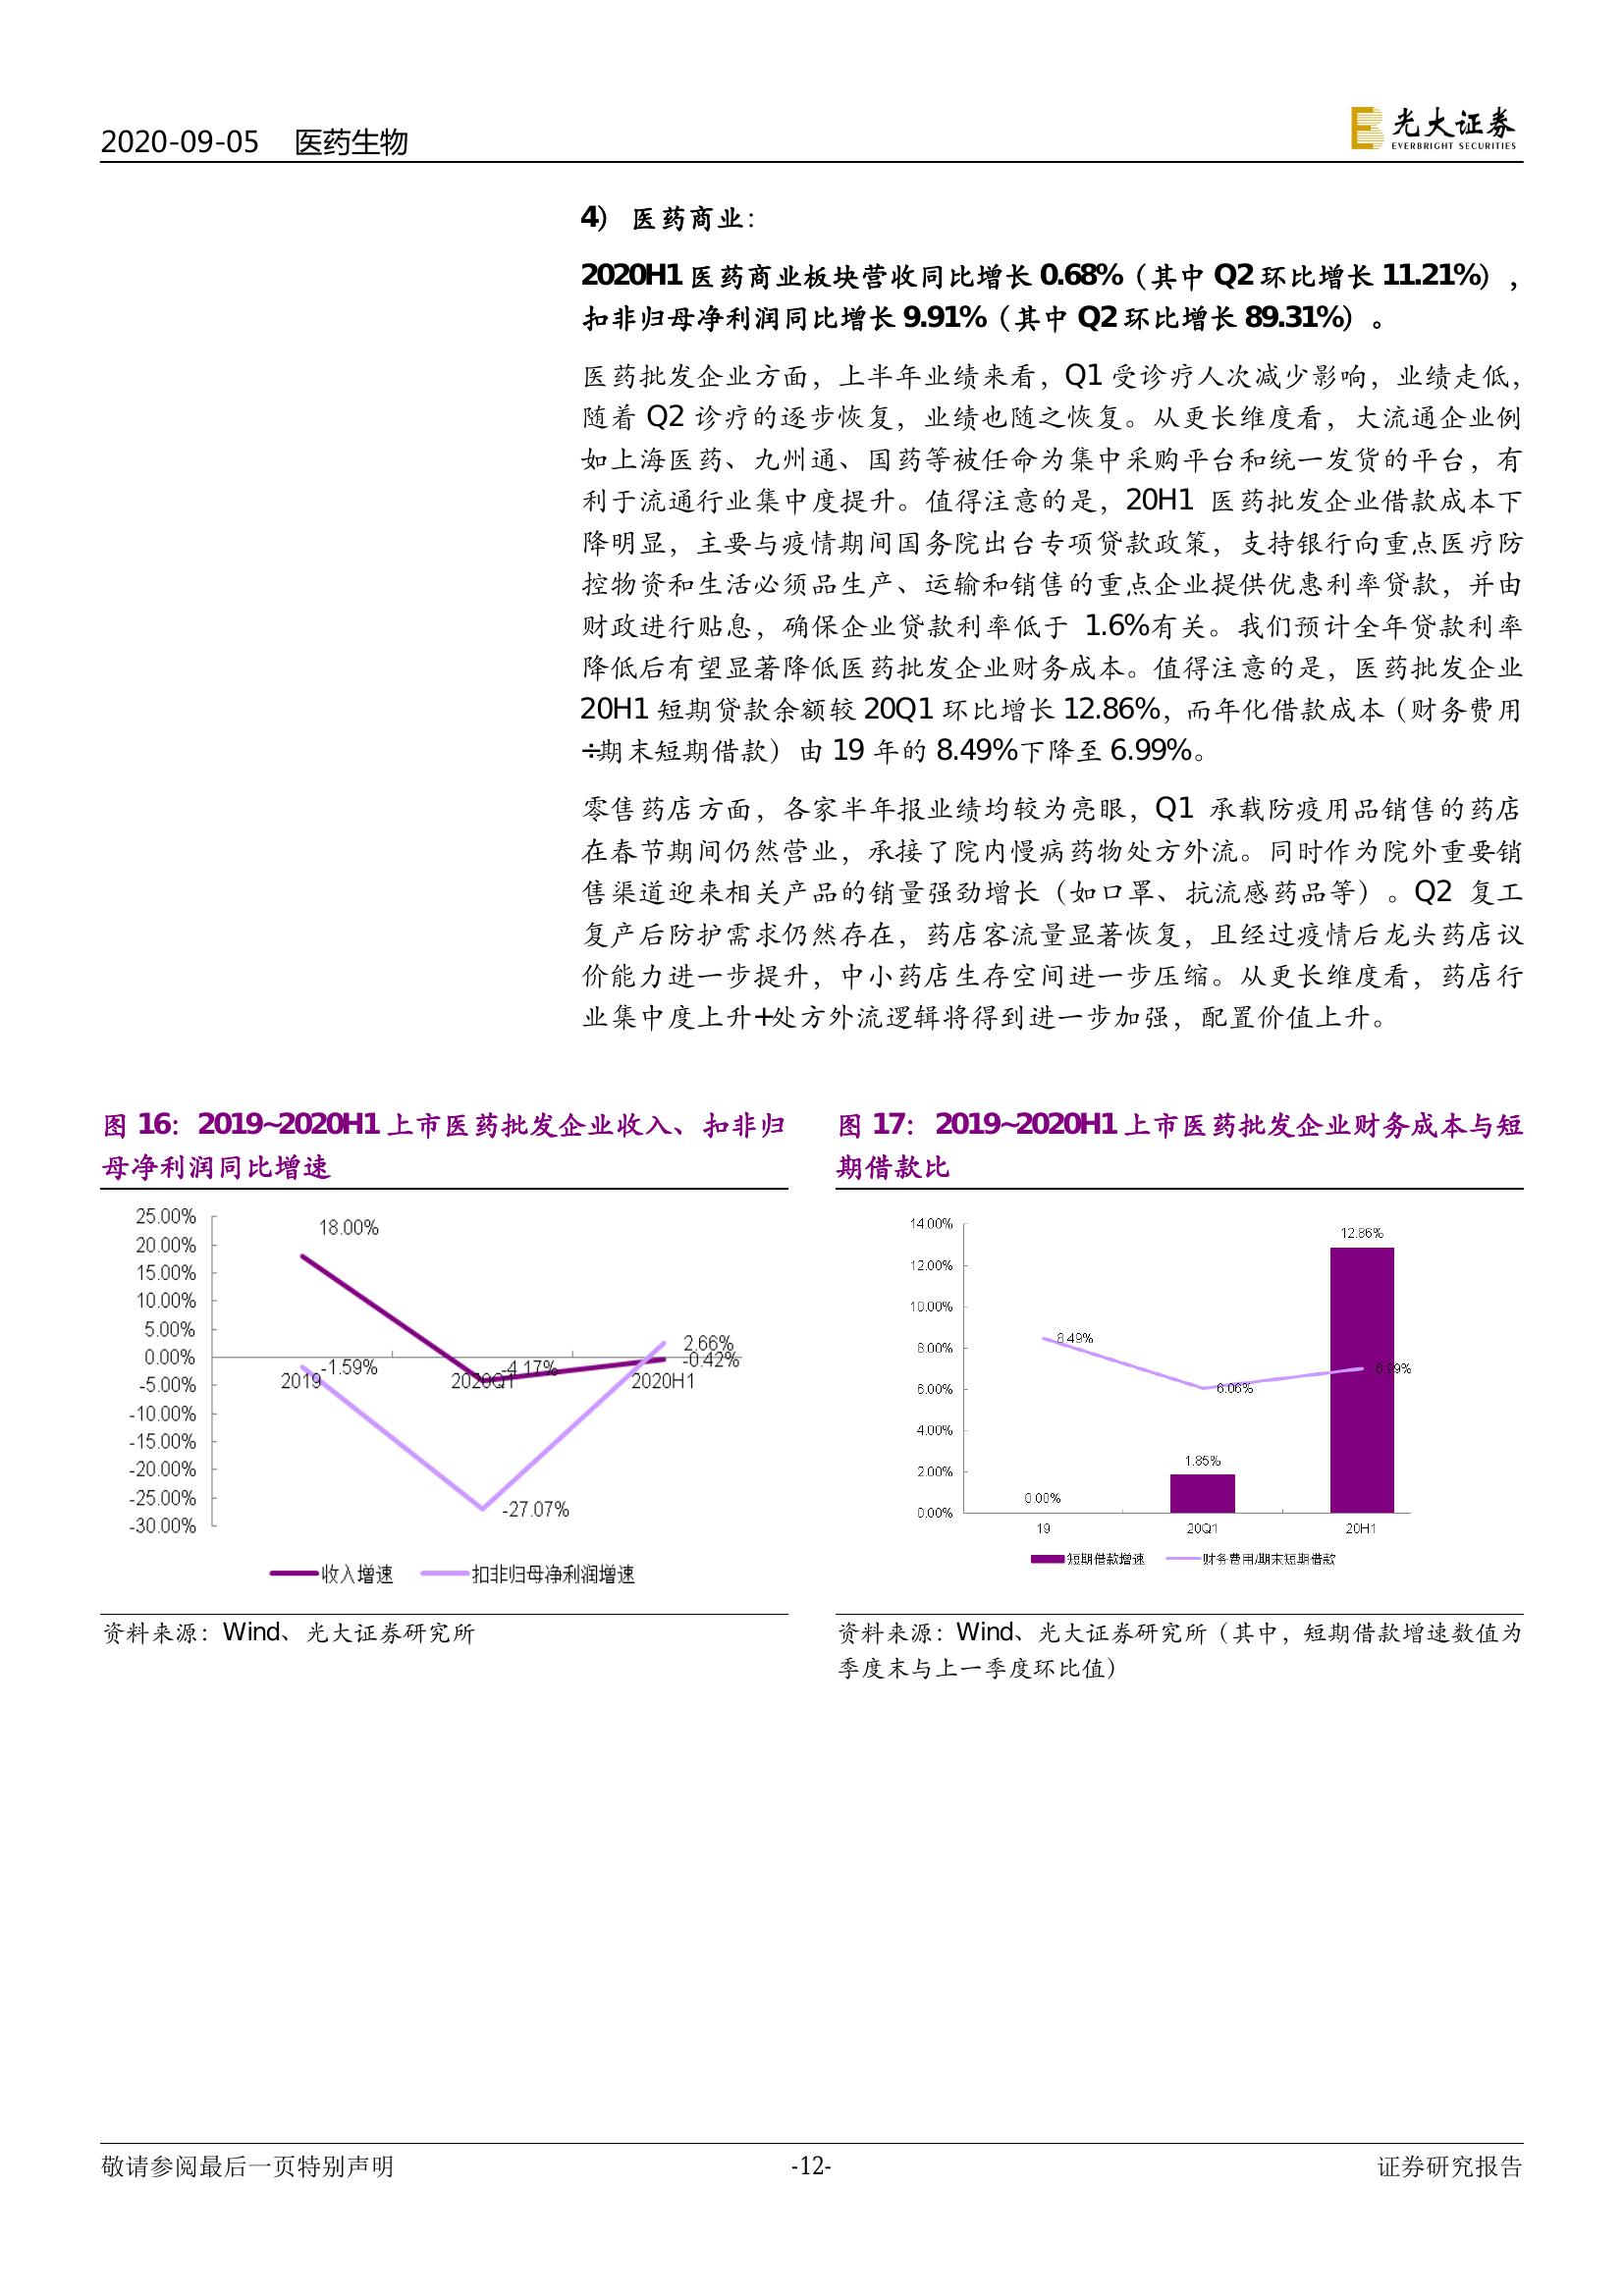 2020-09-05 医药生物
光大证券
EVERBRIGHT SECURITIES
4） 医药商业：
2020H1 医药商业板块营收同比增长 0.68%（其中 Q2 环比增长 11.21%），
扣非归母净利润同比增长 9.91%（其中 Q2 环比增长 89.31%）。
医药批发企业方面，上半年业绩来看，Q1 受诊疗人次减少影响，业绩走低，
随着 Q2 诊疗的逐步恢复，业绩也随之恢复。从更长维度看，大流通企业例
如上海医药、九州通、国药等被任命为集中采购平台和统一发货的平台，有
利于流通行业集中度提升。值得注意的是，20H1 医药批发企业借款成本下
降明显，主要与疫情期间国务院出台专项贷款政策，支持银行向重点医疗防
控物资和生活必须品生产、运输和销售的重点企业提供优惠利率贷款，并由
财政进行贴息，确保企业贷款利率低于 1.6%有关。我们预计全年贷款利率
降低后有望显著降低医药批发企业财务成本。值得注意的是，医药批发企业
20H1 短期贷款余额较 20Q1 环比增长 12.86%，而年化借款成本（财务费用
÷期末短期借款）由 19 年的 8.49%下降至 6.99%。
零售药店方面，各家半年报业绩均较为亮眼，Q1 承载防疫用品销售的药店
在春节期间仍然营业，承接了院内慢病药物处方外流。同时作为院外重要销
售渠道迎来相关产品的销量强劲增长（如口罩、抗流感药品等）。Q2 复工
复产后防护需求仍然存在，药店客流量显著恢复，且经过疫情后龙头药店议
价能力进一步提升，中小药店生存空间进一步压缩。从更长维度看，药店行
业集中度上升+处方外流逻辑将得到进一步加强，配置价值上升。
图 16： 2019~2020H1 上市医药批发企业收入、扣非归
母净利润同比增速
25.00%
20.00%
15.00%
10.00%
5.00%
0.00%
-5.00%
-10.00%
-15.00%
-20.00%
-25.00%
-30.00%
18.00%
-1.59%
-4.17%
-27.07%
2.66%
-0.42%
2019
2020Q1
2020H1
收入增速 扣非归母净利润增速
资料来源：Wind、光大证券研究所
图 17： 2019~2020H1 上市医药批发企业财务成本与短
期借款比
14.00%
12.00%
10.00%
8.00%
6.00%
4.00%
2.00%
0.00%
8.49%
6.06%
6.99%
0.00%
1.85%
12.86%
19
20Q1
20H1
短期借款增速 财务费用/期末短期借款
资料来源：Wind、光大证券研究所（其中，短期借款增速数值为
季度末与上一季度环比值）
敬请参阅最后一页特别声明 -12- 证券研究报告